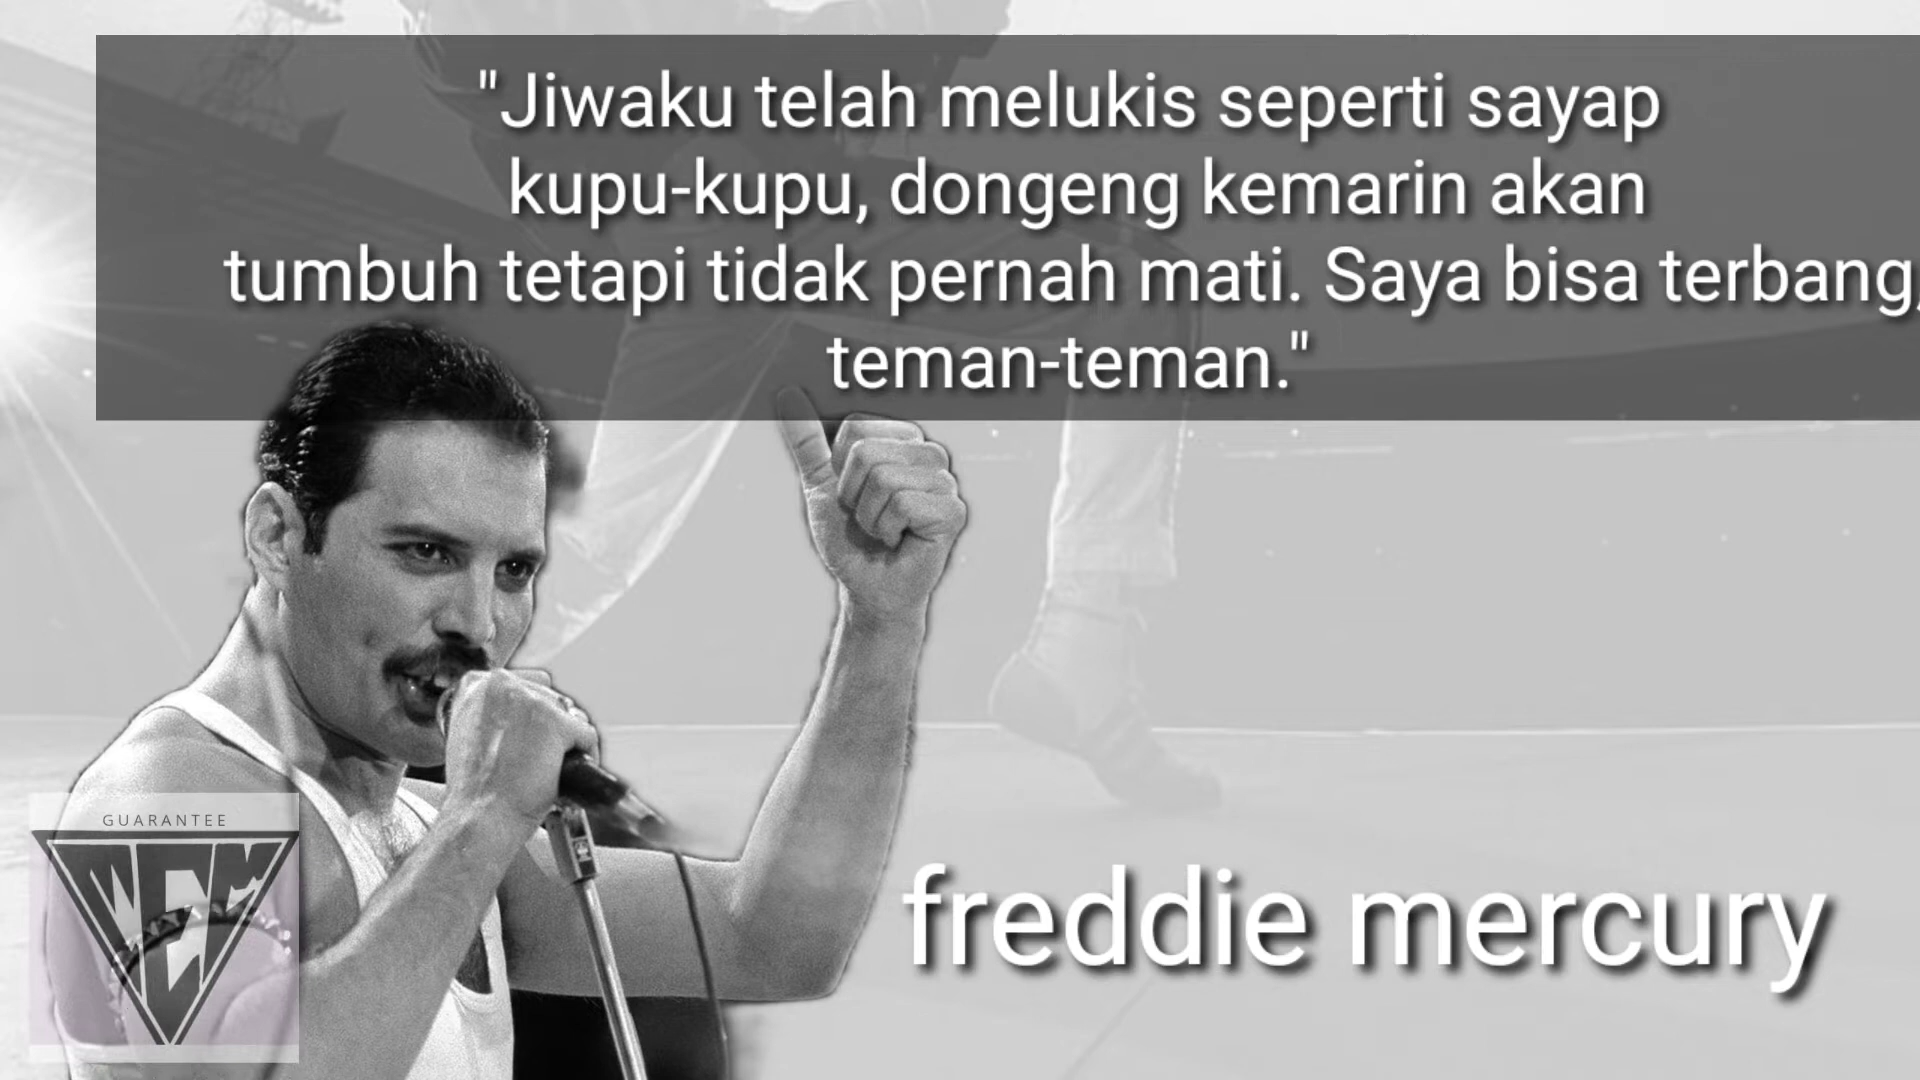 "Jiwaku telah melukis seperti sayap
kupu-kupu, dongeng kemarin akan
tumbuh tetapi tidak pernah mati. Saya bisa terbang,
teman-teman."
freddie mercury
GUARANTEE